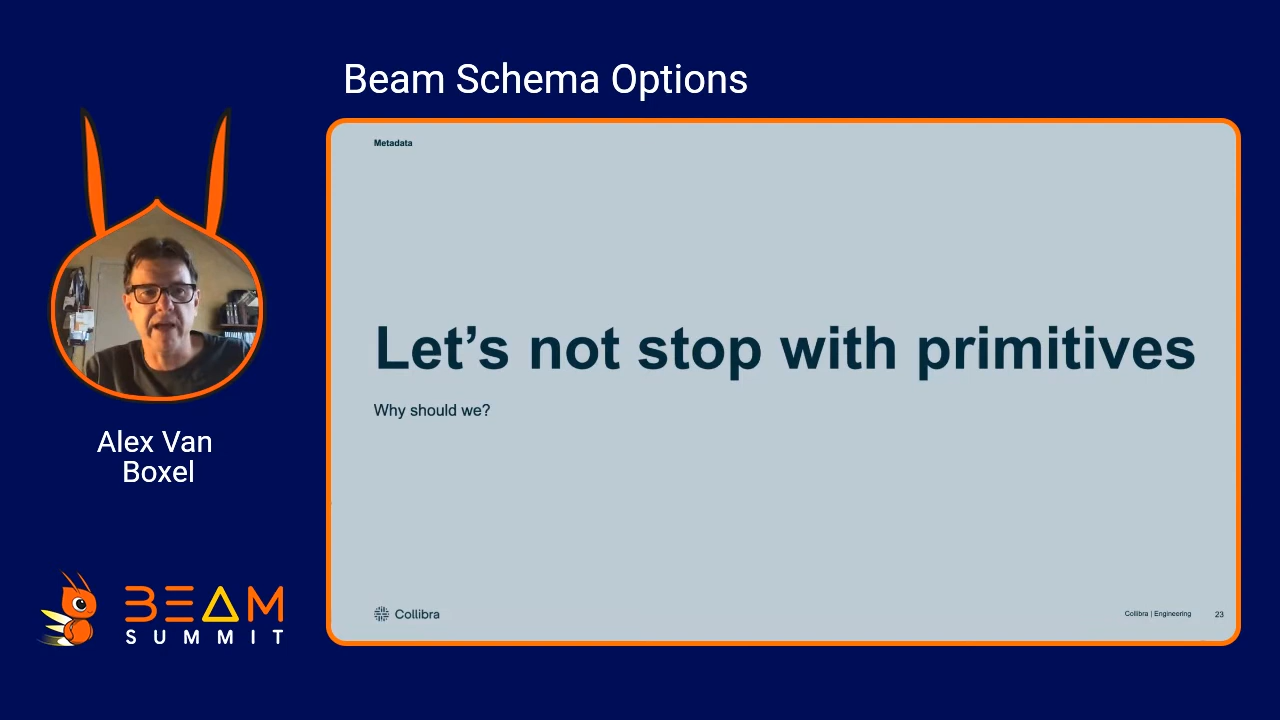 Beam Schema Options
Metadata
Let's not stop with primitives
Why should we?
Collibra
Collibra | Engineering
23
Alex Van
Boxel
BEAM
SUMMIT